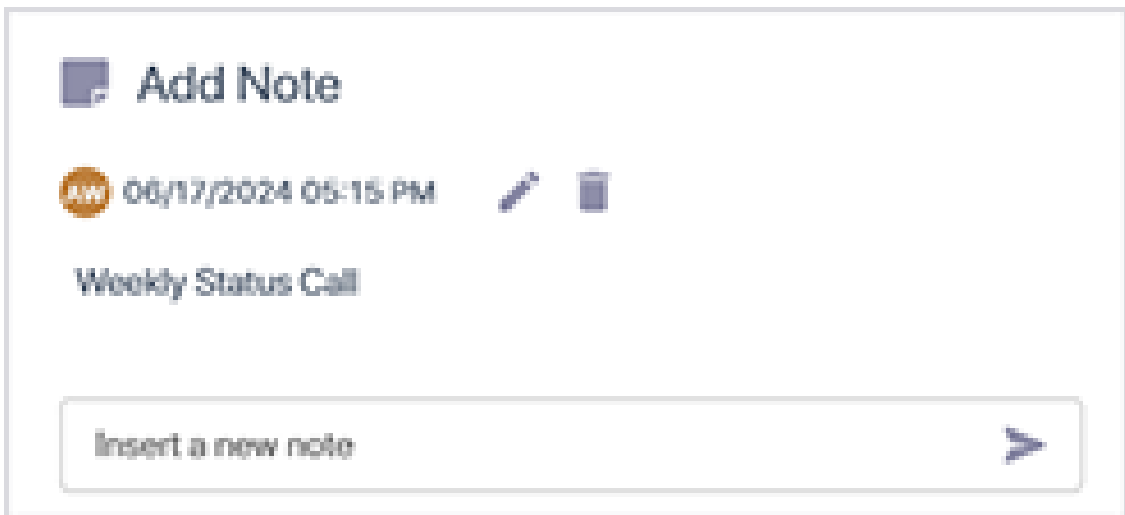 Add Note
AW 06/17/2024 05:15 PM
Weekly Status Call
Insert a new note